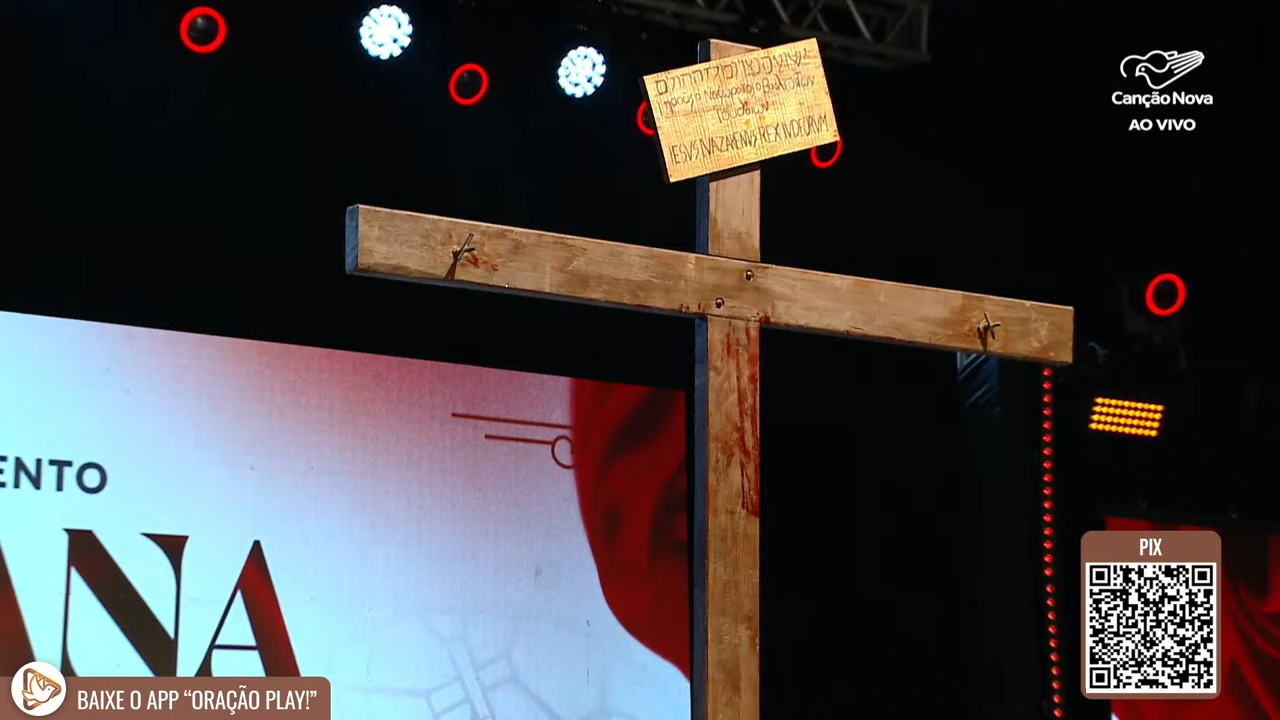 Canção Nova
AO VIVO
IESVS NAZARENVS REX IVDEORVM
ENTO
ANA
PIX
BAIXE O APP “ORAÇÃO PLAY!”